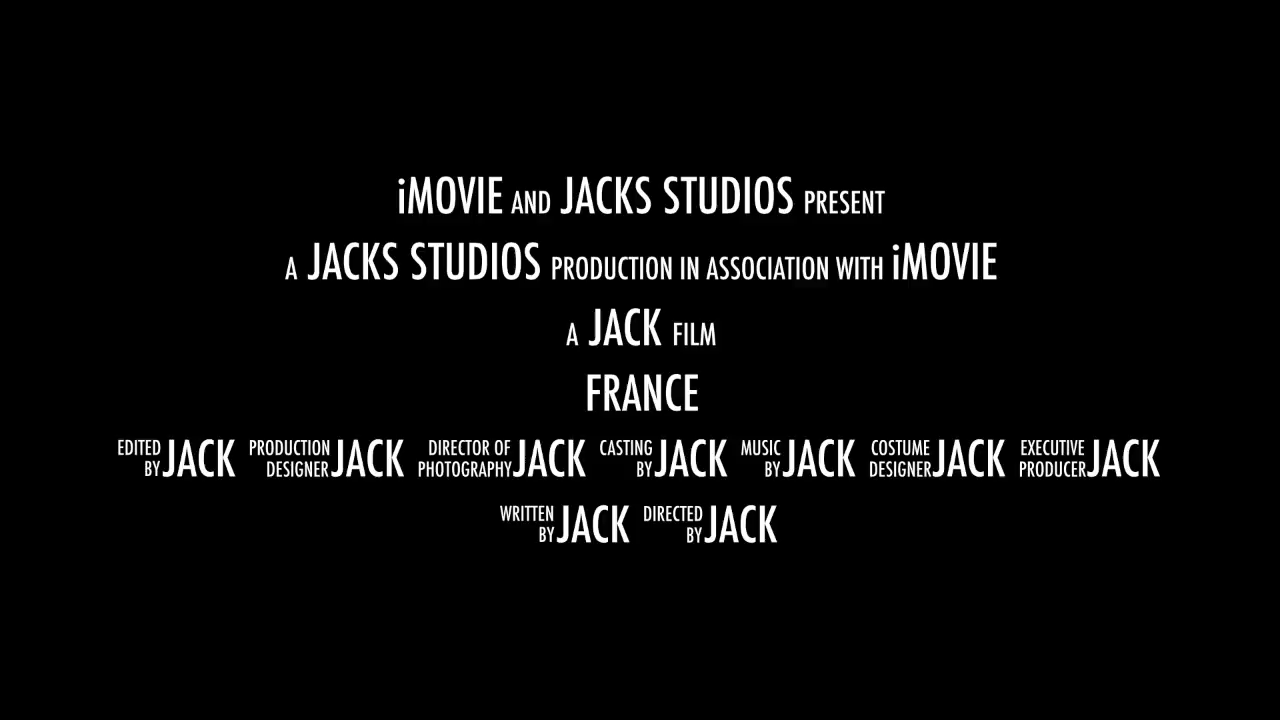 iMOVIE AND JACKS STUDIOS PRESENT
A JACKS STUDIOS PRODUCTION IN ASSOCIATION WITH iMOVIE
A JACK FILM
FRANCE
EDITED BY JACK PRODUCTION DESIGNER JACK DIRECTOR OF PHOTOGRAPHY JACK CASTING BY JACK MUSIC BY JACK COSTUME DESIGNER JACK EXECUTIVE PRODUCER JACK
WRITTEN BY JACK DIRECTED BY JACK